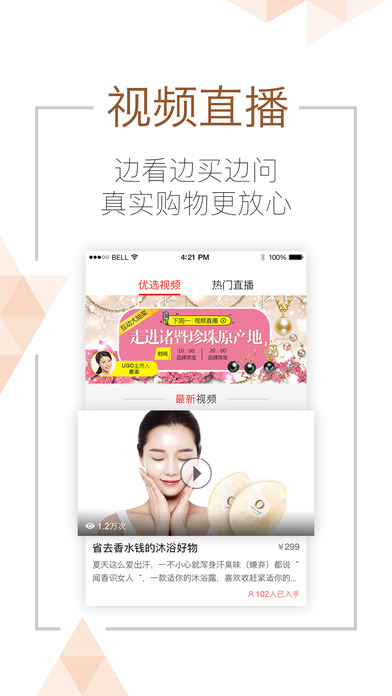 视频直播
边看边买边问
真实购物更放心
BELL
4:21 PM
100%
优选视频
热门直播
互动大抽奖
下周一 视频直播
走进诸暨珍珠原产地
时间
10:00
品牌珠宝
20:00
品牌珠宝
UGO主持人
最新视频
1.2万次
省去香水钱的沐浴好物
¥299
夏天这么爱出汗,一不小心就浑身汗臭味(嫌弃)都说“
闻香识女人“,一款适你的沐浴露,喜欢收赶紧适你的...
102人已入手